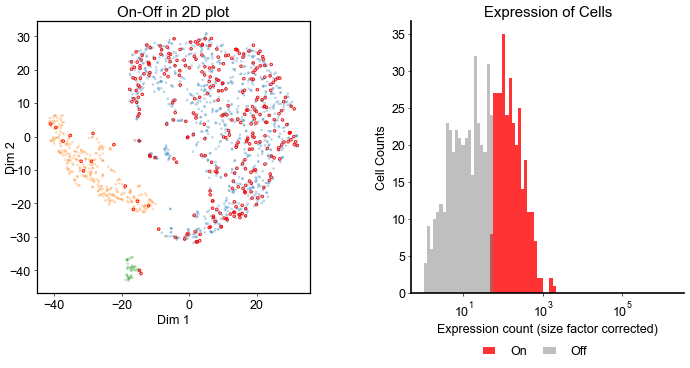 On-Off in 2D plot
30
20
10
0
−10
−20
−30
−40
Dim 2
−40 −20 0 20
Dim 1
Expression of Cells
35
30
25
20
15
10
5
0
Cell Counts
10^1 10^3 10^5
Expression count (size factor corrected)
On Off